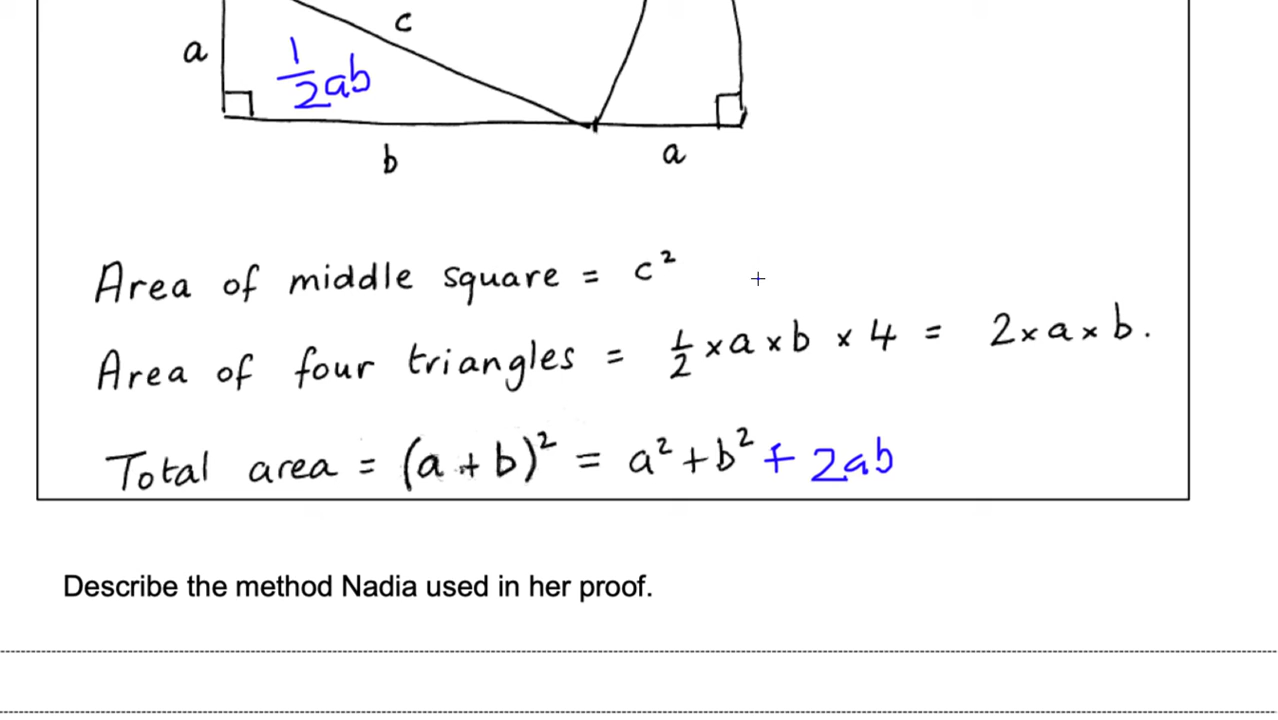 c
a
½ab
b
a
Area of middle square = c²
Area of four triangles = ½ × a × b × 4 = 2 × a × b.
Total area = (a + b)² = a² + b² + 2ab
Describe the method Nadia used in her proof.